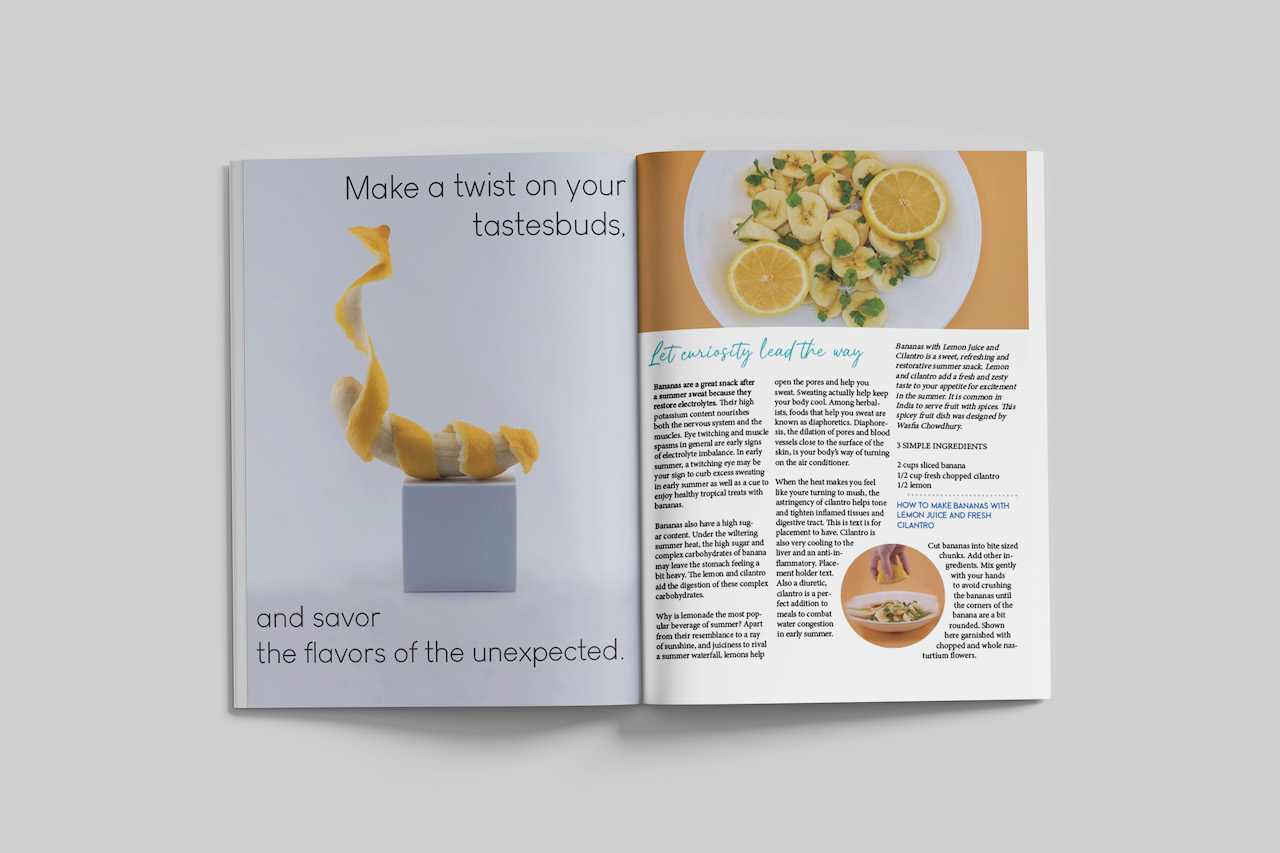 Make a twist on your
tastesbuds,
and savor
the flavors of the unexpected.
Let curiosity lead the way
Bananas are a great snack after
a summer sweat because they
restore electrolytes. Their high
potassium content nourishes
both the nervous system and the
muscles. Eye twitching and muscle
spasms in general are early signs
of electrolyte imbalance. In early
summer, a twitching eye may be
your sign to curb excess sweating
in early summer as well as a cue to
enjoy healthy tropical treats with
bananas.
Bananas also have a high sug-
ar content. Under the wiltering
summer heat, the high sugar and
complex carbohydrates of banana
may leave the stomach feeling a
bit heavy. The lemon and cilantro
aid the digestion of these complex
carbohydrates.
Why is lemonade the most pop-
ular beverage of summer? Apart
from their resemblance to a ray
of sunshine, and juiciness to rival
a summer waterfall, lemons help
open the pores and help you
sweat. Sweating actually help keep
your body cool. Among herbal-
ists, foods that help you sweat are
known as diaphoretics. Diaphore-
sis, the dilation of pores and blood
vessels close to the surface of the
skin, is your body's way of turning
on the air conditioner.
When the heat makes you feel
like youre turning to mush, the
astringency of cilantro helps tone
and tighten inflamed tissues and
digestive tract. This is text is for
placement to have. Cilantro is
also very cooling to the
liver and an anti-in-
flammatory. Place-
ment holder text.
Also a diuretic,
cilantro is a per-
fect addition to
meals to combat
water congestion
in early summer.
Bananas with Lemon Juice and
Cilantro is a sweet, refreshing and
restorative summer snack. Lemon
and cilantro add a fresh and zesty
taste to your appetite for excitement
in the summer. It is common in
India to serve fruit with spices. This
spicey fruit dish was designed by
Wasfia Chowdhury.
3 SIMPLE INGREDIENTS
2 cups sliced banana
1/2 cup fresh chopped cilantro
1/2 lemon
HOW TO MAKE BANANAS WITH
LEMON JUICE AND FRESH
CILANTRO
Cut bananas into bite sized
chunks. Add other in-
gredients. Mix gently
with your hands
to avoid crushing
the bananas until
the corners of the
banana are a bit
rounded. Shown
here garnished with
chopped and whole nas-
turtium flowers.